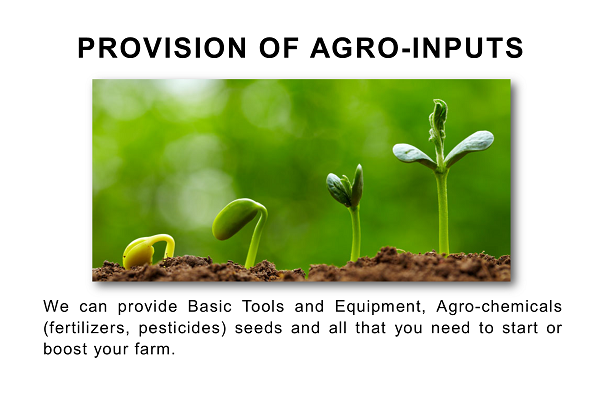 PROVISION OF AGRO-INPUTS
We can provide Basic Tools and Equipment, Agro-chemicals
(fertilizers, pesticides) seeds and all that you need to start or
boost your farm.